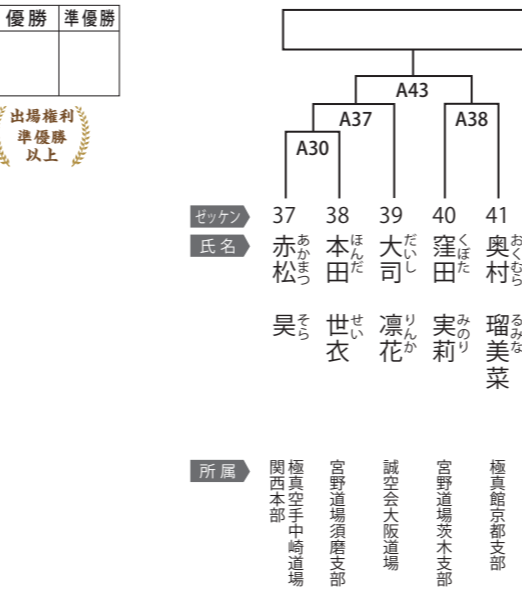 優勝 準優勝
出場権利
準優勝
以上
A43
A37 A38
A30
ゼッケン 37 38 39 40 41
氏名
赤松 昊
あかまつ そら
本田 世衣
ほんだ せい
大司 凛花
だいし りんか
窪田 実莉
くぼた みのり
奥村 瑠美菜
おくむら るみな
所属
極真空手中崎道場
関西本部
宮野道場須磨支部
誠空会大阪道場
宮野道場茨木支部
極真館京都支部